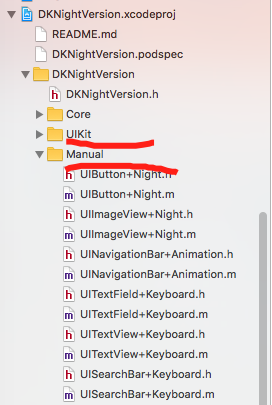 DKNightVersion.xcodeproj
README.md
DKNightVersion.podspec
DKNightVersion
h DKNightVersion.h
Core
UIKit
Manual
h UIButton+Night.h
m UIButton+Night.m
h UIImageView+Night.h
m UIImageView+Night.m
h UINavigationBar+Animation.h
m UINavigationBar+Animation.m
h UITextField+Keyboard.h
m UITextField+Keyboard.m
h UITextView+Keyboard.h
m UITextView+Keyboard.m
h UISearchBar+Keyboard.h
m UISearchBar+Keyboard.m